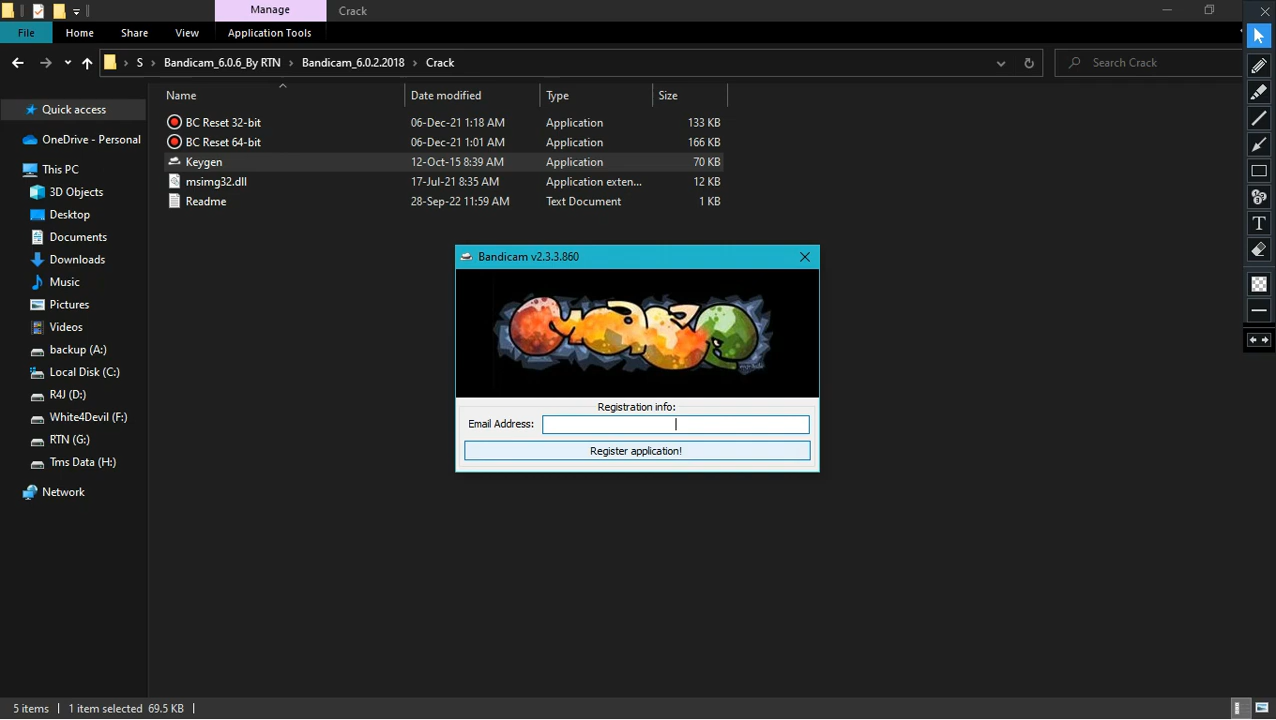 Manage
Crack
File
Home
Share
View
Application Tools
S
Bandicam_6.0.6_By RTN
Bandicam_6.0.2.2018
Crack
Search Crack
Name
Date modified
Type
Size
Quick access
OneDrive - Personal
This PC
3D Objects
Desktop
Documents
Downloads
Music
Pictures
Videos
backup (A:)
Local Disk (C:)
R4J (D:)
White4Devil (F:)
RTN (G:)
Tms Data (H:)
Network
BC Reset 32-bit 06-Dec-21 1:18 AM Application 133 KB
BC Reset 64-bit 06-Dec-21 1:01 AM Application 166 KB
Keygen 12-Oct-15 8:39 AM Application 70 KB
msimg32.dll 17-Jul-21 8:35 AM Application exten... 12 KB
Readme 28-Sep-22 11:59 AM Text Document 1 KB
Bandicam v2.3.3.860
Registration info:
Email Address:
Register application!
T
5 items
1 item selected 69.5 KB